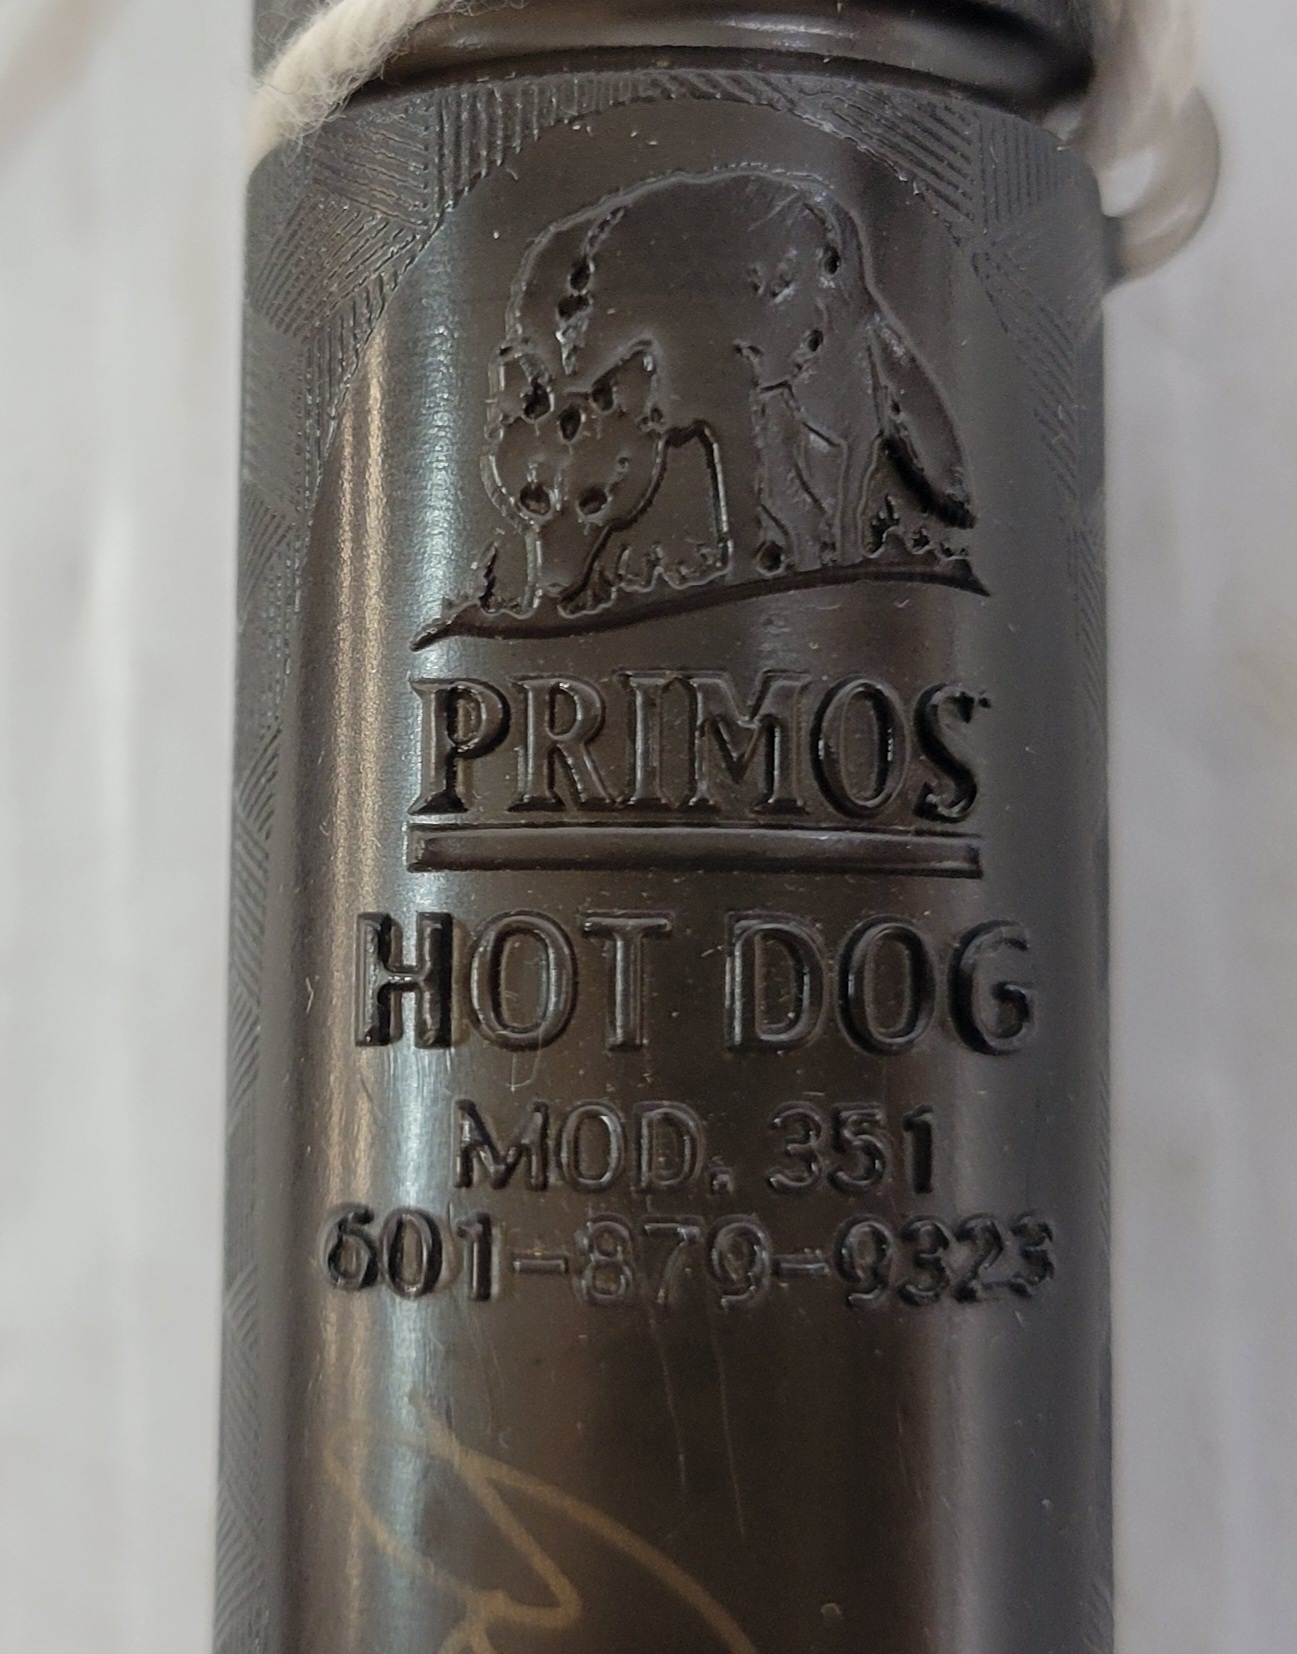 PRIMOS
HOT DOG
MOD. 351
601-879-9323